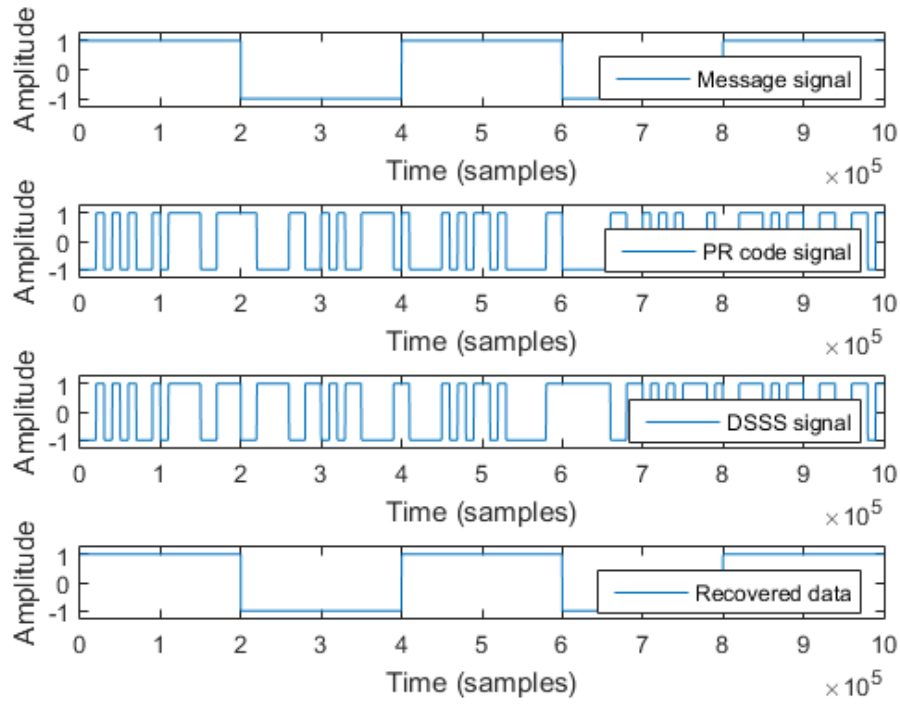 Amplitude
1
0
-1
Message signal
0 1 2 3 4 5 6 7 8 9 10
Time (samples)
×10^5
Amplitude
1
0
-1
PR code signal
0 1 2 3 4 5 6 7 8 9 10
Time (samples)
×10^5
Amplitude
1
0
-1
DSSS signal
0 1 2 3 4 5 6 7 8 9 10
Time (samples)
×10^5
Amplitude
1
0
-1
Recovered data
0 1 2 3 4 5 6 7 8 9 10
Time (samples)
×10^5